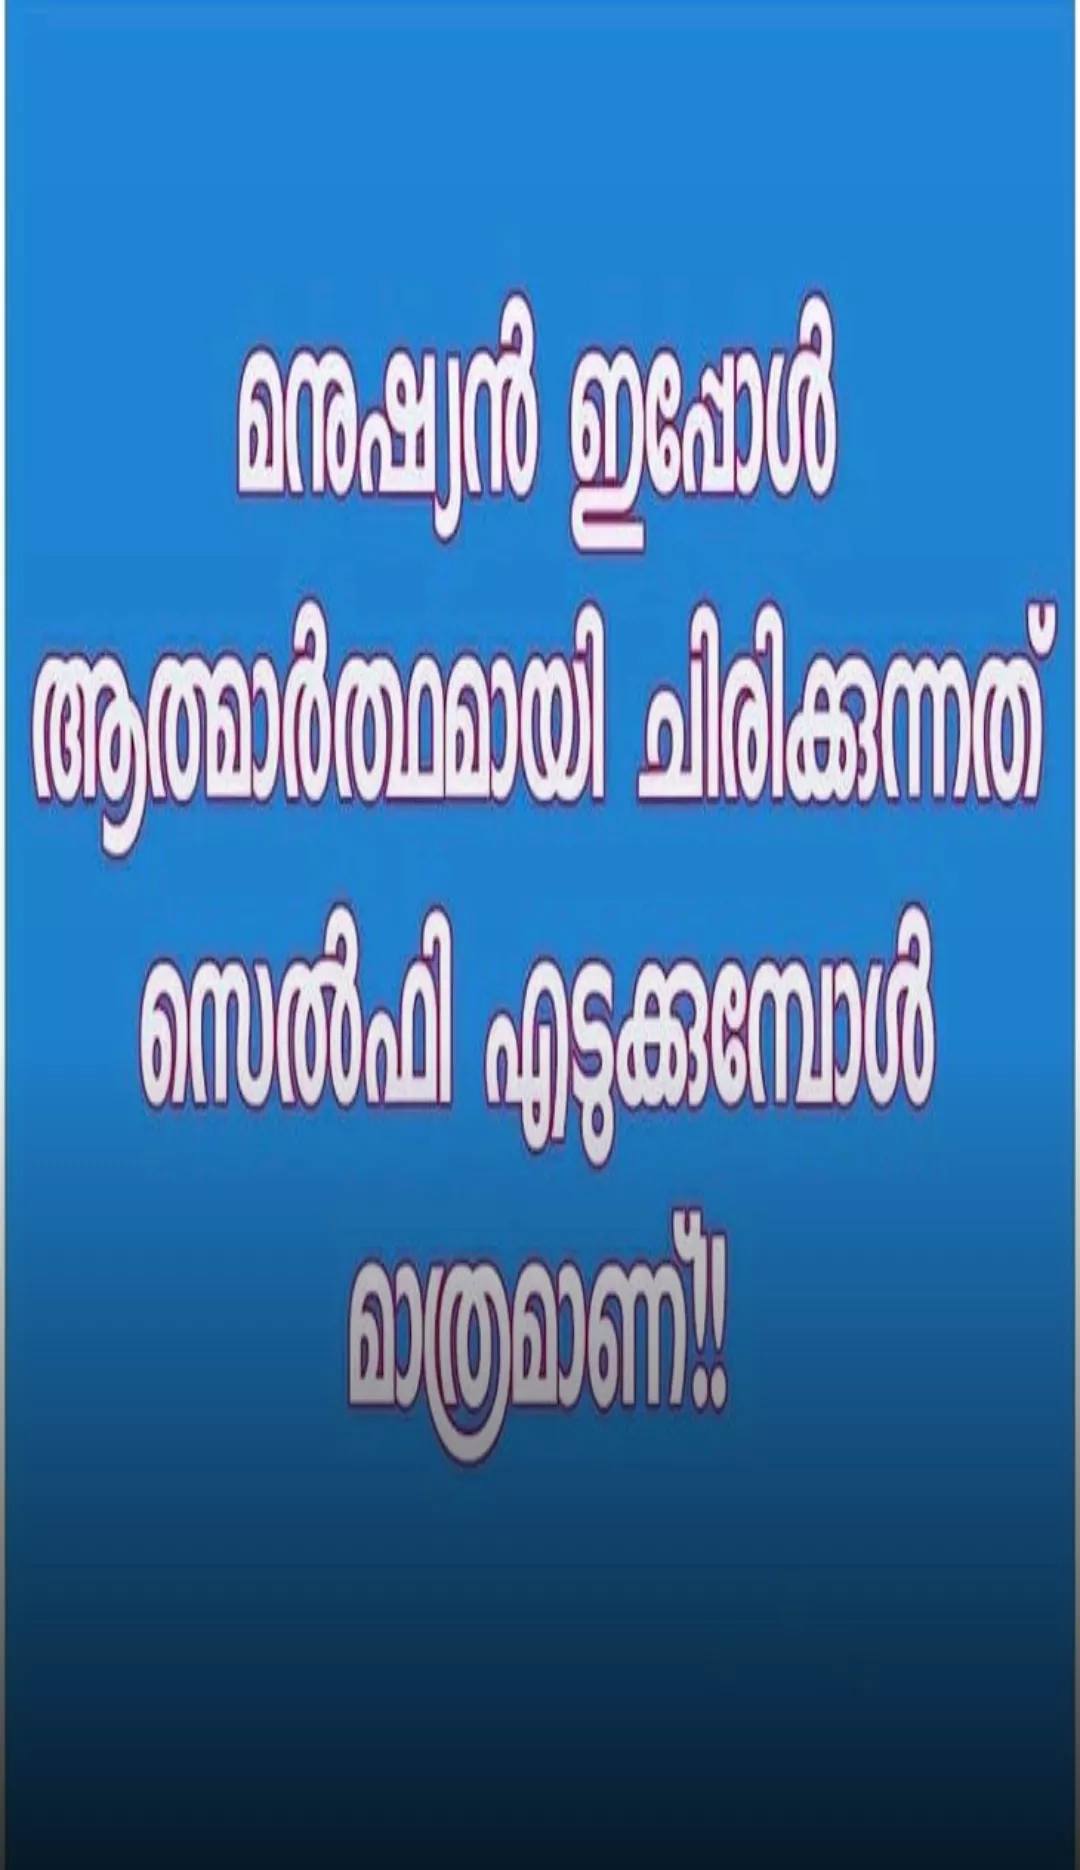 മനുഷ്യൻ ഇപ്പോൾ
ആത്മാർത്ഥമായി ചിരിക്കുന്നത്
സെൽഫി എടുക്കുമ്പോൾ
മാത്രമാണ്!!